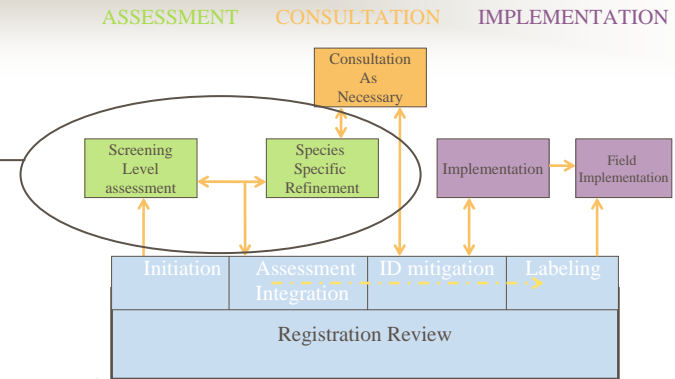 ASSESSMENT CONSULTATION IMPLEMENTATION
Consultation
As
Necessary
Screening
Level
assessment
Species
Specific
Refinement
Implementation
Field
Implementation
Initiation
Assessment
Integration
ID mitigation
Labeling
Registration Review